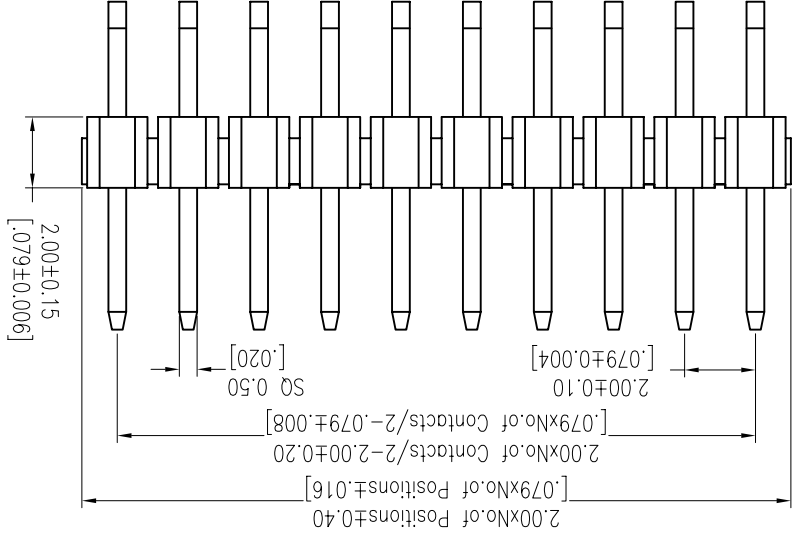 2.00xNo.of Positions±0.40
[.079xNo.of Positions±.016]
2.00xNo.of Contacts/2-2.00±0.20
[.079xNo.of Contacts/2-.079±.008]
2.00±0.10
[.079±0.004]
SQ 0.50
[.020]
2.00±0.15
[.079±0.006]